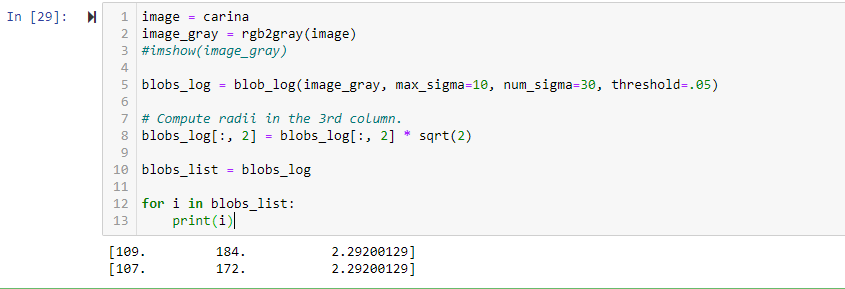 In [29]:
1 image = carina
2 image_gray = rgb2gray(image)
3 #imshow(image_gray)
4
5 blobs_log = blob_log(image_gray, max_sigma=10, num_sigma=30, threshold=.05)
6
7 # Compute radii in the 3rd column.
8 blobs_log[:, 2] = blobs_log[:, 2] * sqrt(2)
9
10 blobs_list = blobs_log
11
12 for i in blobs_list:
13     print(i)
[109.         184.           2.29200129]
[107.         172.           2.29200129]